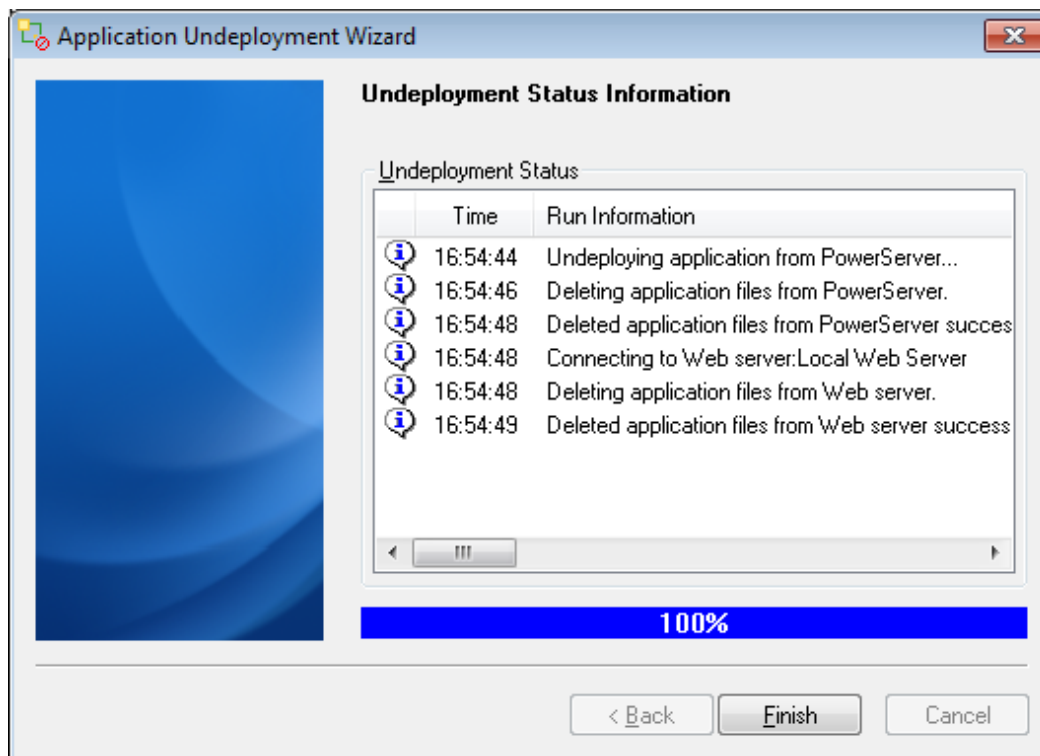 Application Undeployment Wizard
Undeployment Status Information
Undeployment Status
Time Run Information
16:54:44 Undeploying application from PowerServer...
16:54:46 Deleting application files from PowerServer.
16:54:48 Deleted application files from PowerServer succes
16:54:48 Connecting to Web server:Local Web Server
16:54:48 Deleting application files from Web server.
16:54:49 Deleted application files from Web server success
100%
< Back Finish Cancel